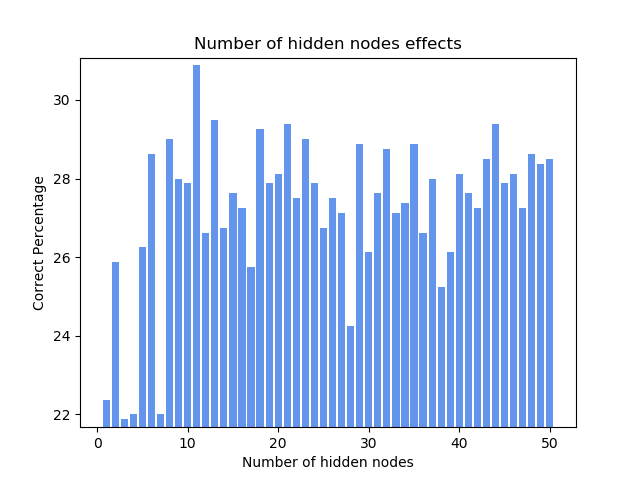 Number of hidden nodes effects
Correct Percentage
30
28
26
24
22
0 10 20 30 40 50
Number of hidden nodes